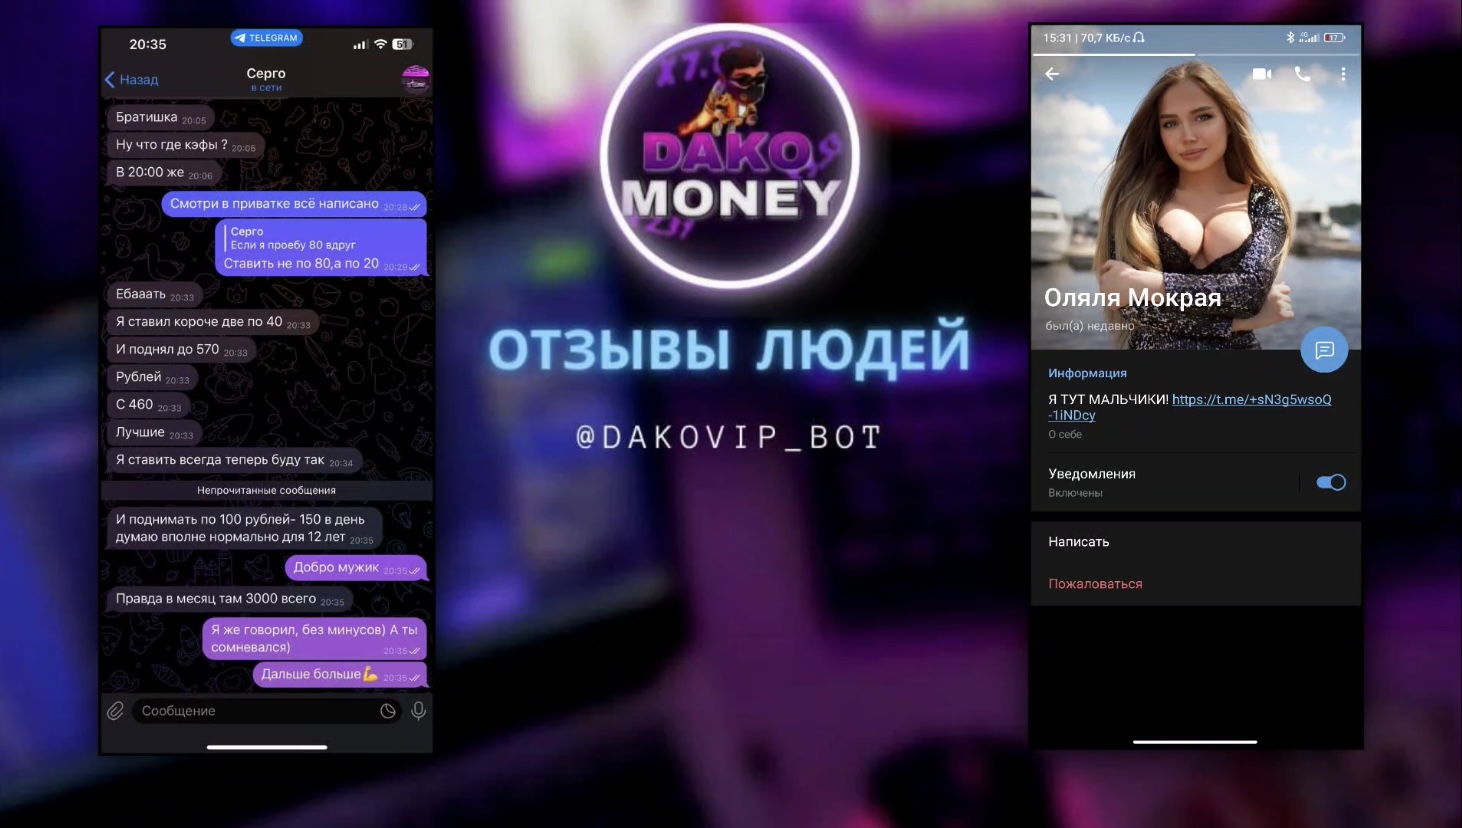 20:35
TELEGRAM
51
Назад
Серго
в сети
Братишка 20:05
Ну что где кэфы ? 20:06
В 20:00 же 20:06
Смотри в приватке всё написано 20:28
Серго
Если я проебу 80 вдруг
Ставить не по 80,а по 20 20:28
Ебааать 20:33
Я ставил короче две по 40 20:33
И поднял до 570 20:33
Рублей 20:33
С 460 20:33
Лучшие 20:33
Я ставить всегда теперь буду так 20:34
Непрочитанные сообщения
И поднимать по 100 рублей- 150 в день
думаю вполне нормально для 12 лет 20:35
Добро мужик 20:35
Правда в месяц там 3000 всего 20:35
Я же говорил, без минусов) А ты
сомневался)
20:35
Дальше больше💪 20:35
Сообщение
DAKO
MONEY
ОТЗЫВЫ ЛЮДЕЙ
@DAKOVIP_BOT
15:31 | 70,7 КБ/с
4G
17
Оляля Мокрая
был(а) недавно
Информация
Я ТУТ МАЛЬЧИКИ! https://t.me/+sN3g5wsoQ
-1iNDcy
О себе
Уведомления
Включены
Написать
Пожаловаться